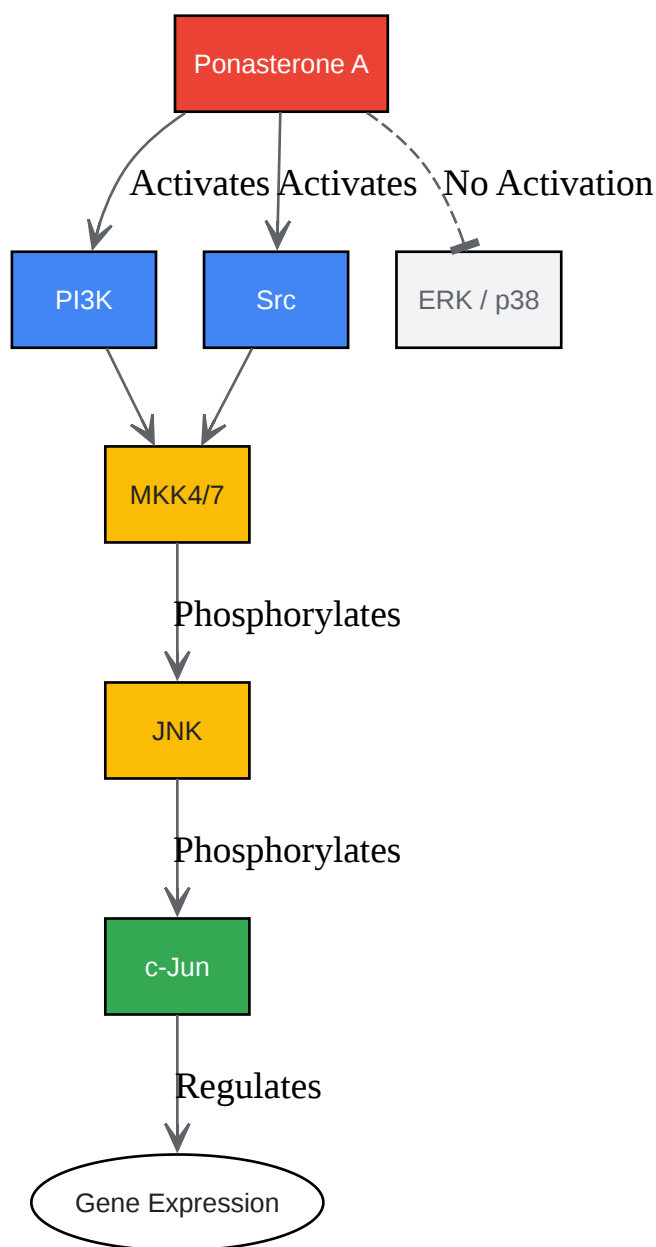 Ponasterone A
Activates
Activates
No Activation
PI3K
Src
ERK / p38
MKK4/7
Phosphorylates
JNK
Phosphorylates
c-Jun
Regulates
Gene Expression